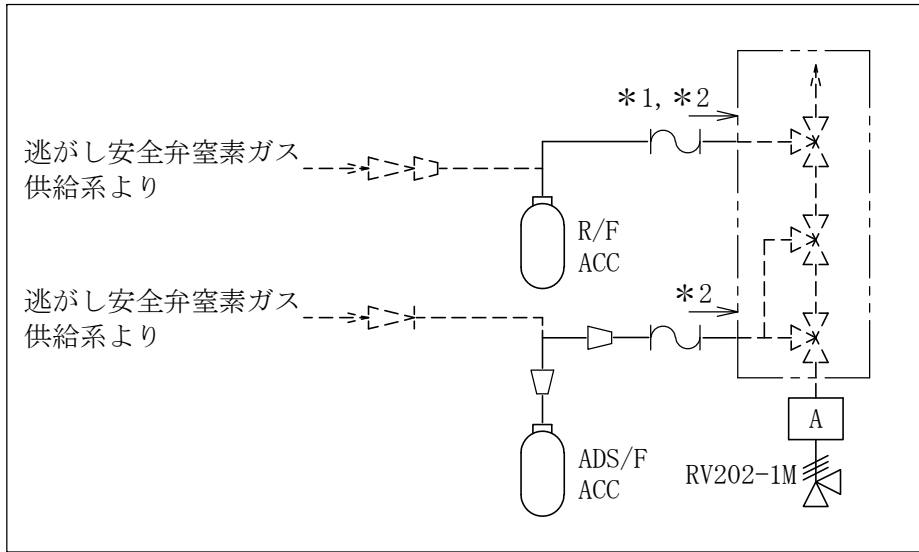 *1, *2
逃がし安全弁窒素ガス
供給系より
R/F
ACC
逃がし安全弁窒素ガス
供給系より
*2
A
ADS/F
ACC
RV202-1M